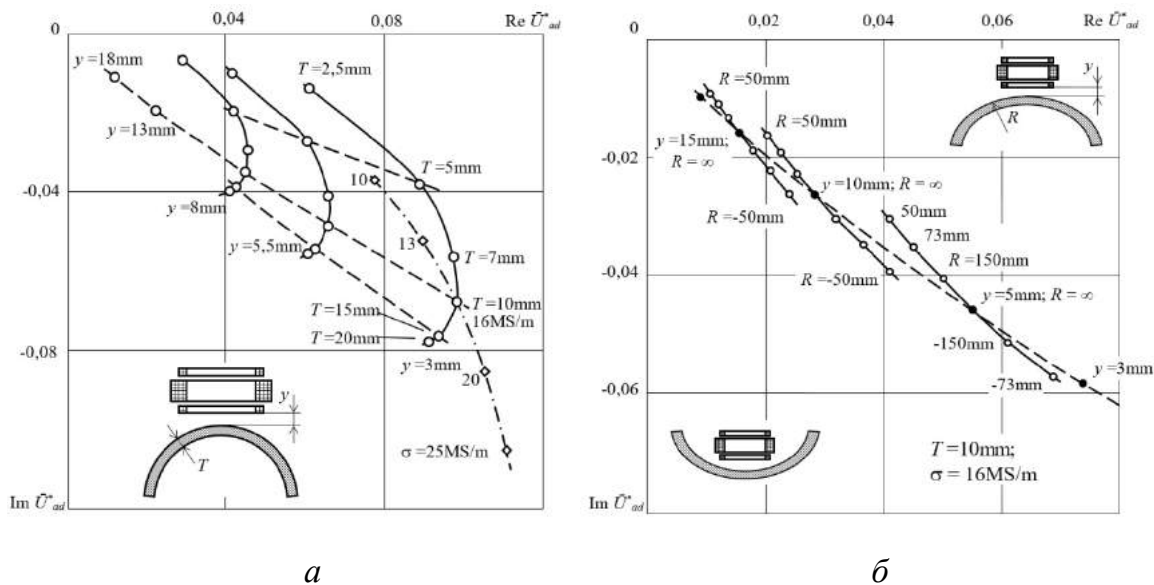 0,04
0,08
Re U̇*ad
0
y =18mm
T =2,5mm
y =13mm
T =5mm
-0,04
10
y =8mm
13
y =5,5mm
T =7mm
T =10mm
16MS/m
T =15mm
T =20mm
-0,08
y =3mm
20
y
T
σ =25MS/m
Im U̇*ad
a
0,02
0,04
0,06
Re U̇*ad
0
R =50mm
y
R =50mm
R
y =15mm;
R = ∞
-0,02
y =10mm; R = ∞
R =-50mm
50mm
73mm
R =150mm
-0,04
R =-50mm
y =5mm; R = ∞
-150mm
y =3mm
-73mm
-0,06
T =10mm;
σ = 16MS/m
Im U̇*ad
б